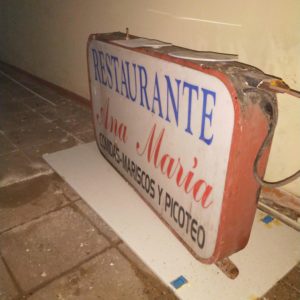 RESTAURANTE
Ana María
COMIDAS-MARISCOS Y PICOTEO